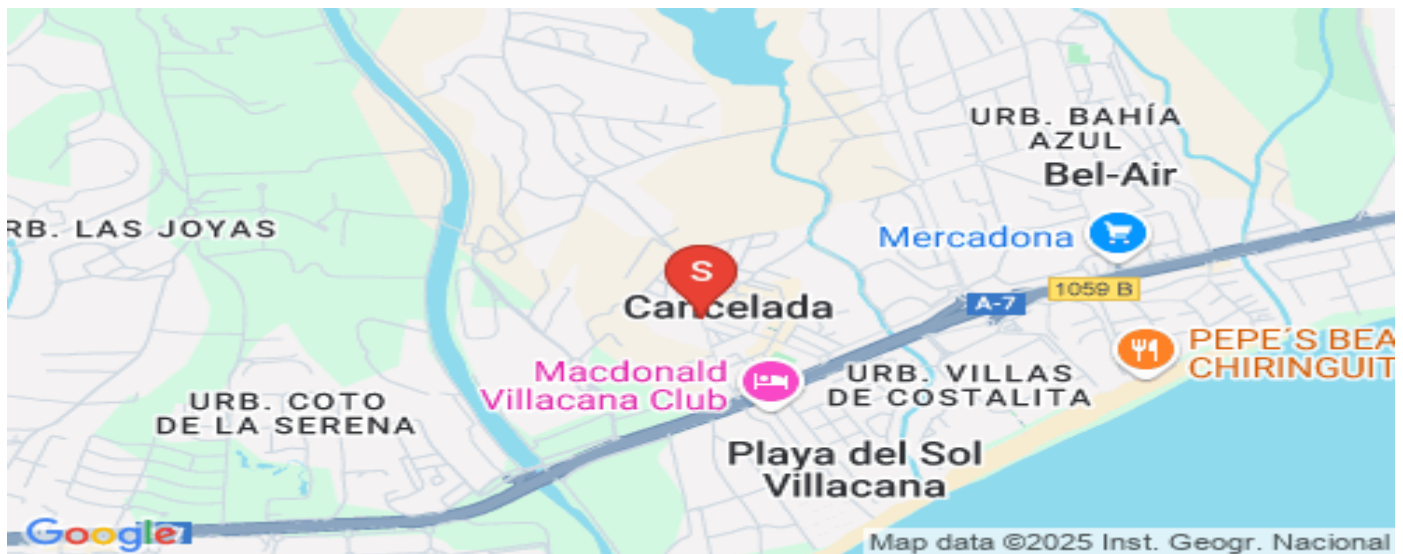 URB. BAHÍA
AZUL
Bel-Air
RB. LAS JOYAS
Mercadona
S
Cancelada
A-7
1059 B
PEPE´S BEA
CHIRINGUIT
Macdonald
Villacana Club
URB. VILLAS
DE COSTALITA
URB. COTO
DE LA SERENA
Playa del Sol
Villacana
Google
Map data ©2025 Inst. Geogr. Nacional